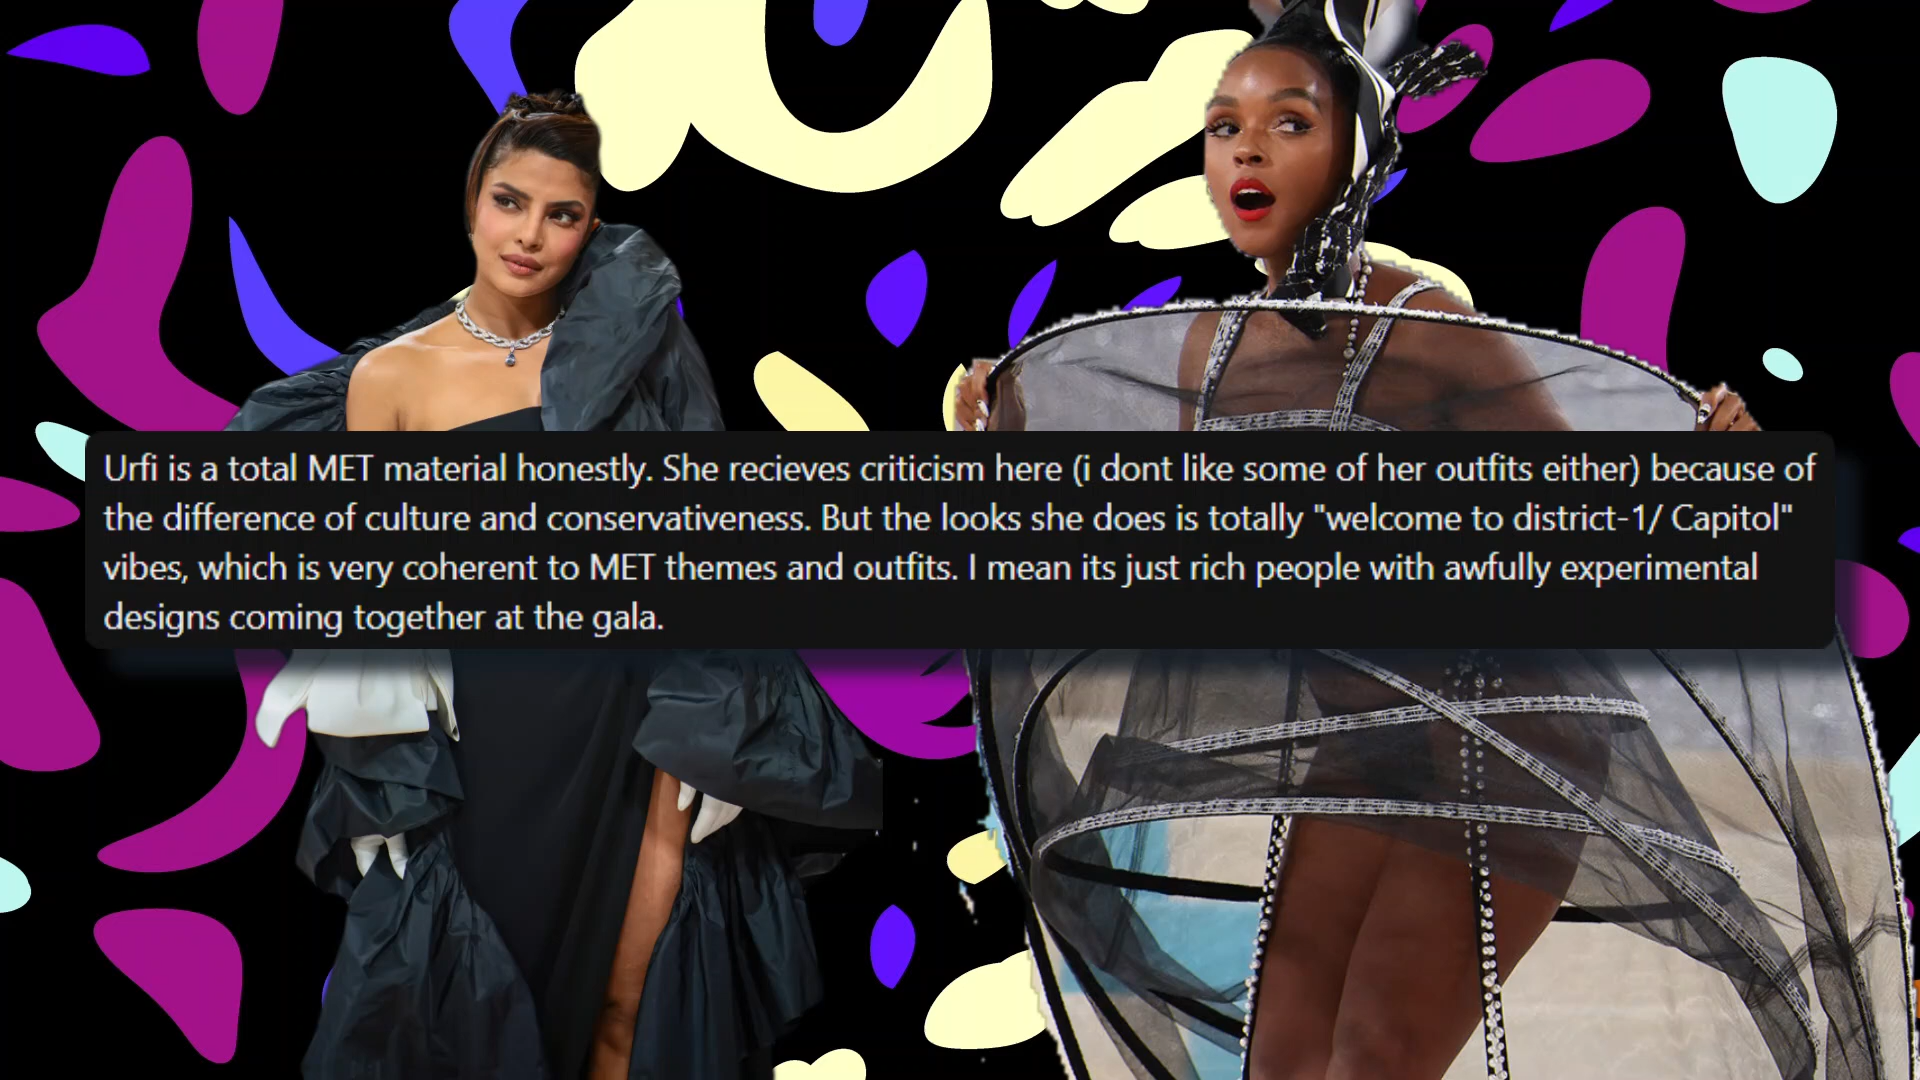 Urfi is a total MET material honestly. She recieves criticism here (i dont like some of her outfits either) because of
the difference of culture and conservativeness. But the looks she does is totally "welcome to district-1/ Capitol"
vibes, which is very coherent to MET themes and outfits. I mean its just rich people with awfully experimental
designs coming together at the gala.